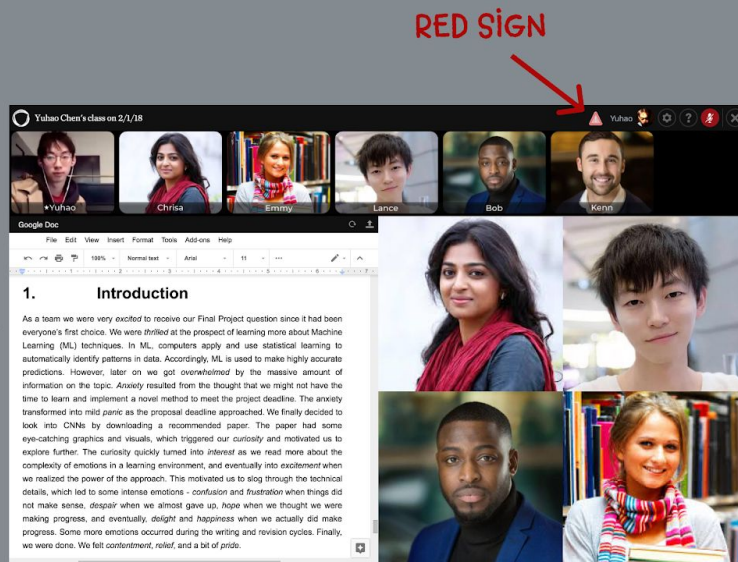 RED SIGN
Yuhao Chen's class on 2/1/18
Yuhao
?
★Yuhao
Chrisa
Emmy
Lance
Bob
Kenn
Google Doc
File Edit View Insert Format Tools Add-ons Help
100% Normal text Arial 11 ...
1 2 3 4 5 6 7
1. Introduction
As a team we were very excited to receive our Final Project question since it had been
everyone's first choice. We were thrilled at the prospect of learning more about Machine
Learning (ML) techniques. In ML, computers apply and use statistical learning to
automatically identify patterns in data. Accordingly, ML is used to make highly accurate
predictions. However, later on we got overwhelmed by the massive amount of
information on the topic. Anxiety resulted from the thought that we might not have the
time to learn and implement a novel method to meet the project deadline. The anxiety
transformed into mild panic as the proposal deadline approached. We finally decided to
look into CNNs by downloading a recommended paper. The paper had some
eye-catching graphics and visuals, which triggered our curiosity and motivated us to
explore further. The curiosity quickly turned into interest as we read more about the
complexity of emotions in a learning environment, and eventually into excitement when
we realized the power of the approach. This motivated us to slog through the technical
details, which led to some intense emotions - confusion and frustration when things did
not make sense, despair when we almost gave up, hope when we thought we were
making progress, and eventually, delight and happiness when we actually did make
progress. Some more emotions occurred during the writing and revision cycles. Finally,
we were done. We felt contentment, relief, and a bit of pride.